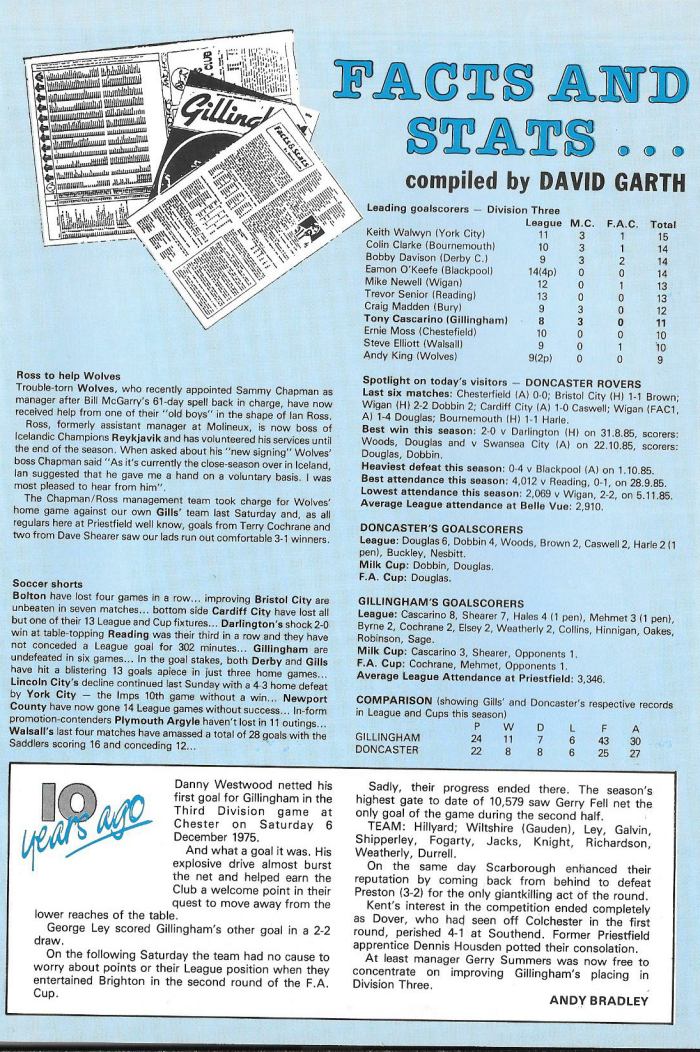 FACTS AND
STATS ...
compiled by DAVID GARTH
Leading goalscorers — Division Three
League M.C. F.A.C. Total
Keith Walwyn (York City) 11 3 1 15
Colin Clarke (Bournemouth) 10 3 1 14
Bobby Davison (Derby C.) 9 3 2 14
Eamon O'Keefe (Blackpool) 14(4p) 0 0 14
Mike Newell (Wigan) 12 0 1 13
Trevor Senior (Reading) 13 0 0 13
Craig Madden (Bury) 9 3 0 12
Tony Cascarino (Gillingham) 8 3 0 11
Ernie Moss (Chestefield) 10 0 0 10
Steve Elliott (Walsall) 9 0 1 10
Andy King (Wolves) 9(2p) 0 0 9
Ross to help Wolves
Trouble-torn Wolves, who recently appointed Sammy Chapman as
manager after Bill McGarry's 61-day spell back in charge, have now
received help from one of their "old boys" in the shape of Ian Ross.
Ross, formerly assistant manager at Molineux, is now boss of
Icelandic Champions Reykjavik and has volunteered his services until
the end of the season. When asked about his "new signing" Wolves'
boss Chapman said "As it's currently the close-season over in Iceland,
Ian suggested that he gave me a hand on a voluntary basis. I was
most pleased to hear from him".
The Chapman/Ross management team took charge for Wolves'
home game against our own Gills' team last Saturday and, as all
regulars here at Priestfield well know, goals from Terry Cochrane and
two from Dave Shearer saw our lads run out comfortable 3-1 winners.
Soccer shorts
Bolton have lost four games in a row... improving Bristol City are
unbeaten in seven matches... bottom side Cardiff City have lost all
but one of their 13 League and Cup fixtures... Darlington's shock 2-0
win at table-topping Reading was their third in a row and they have
not conceded a League goal for 302 minutes... Gillingham are
undefeated in six games... In the goal stakes, both Derby and Gills
have hit a blistering 13 goals apiece in just three home games...
Lincoln City's decline continued last Sunday with a 4-3 home defeat
by York City — the Imps 10th game without a win... Newport
County have now gone 14 League games without success... In-form
promotion-contenders Plymouth Argyle haven't lost in 11 outings...
Walsall's last four matches have amassed a total of 28 goals with the
Saddlers scoring 16 and conceding 12...
Spotlight on today's visitors — DONCASTER ROVERS
Last six matches: Chesterfield (A) 0-0; Bristol City (H) 1-1 Brown;
Wigan (H) 2-2 Dobbin 2; Cardiff City (A) 1-0 Caswell; Wigan (FAC1,
A) 1-4 Douglas; Bournemouth (H) 1-1 Harle.
Best win this season: 2-0 v Darlington (H) on 31.8.85, scorers:
Woods, Douglas and v Swansea City (A) on 22.10.85, scorers:
Douglas, Dobbin.
Heaviest defeat this season: 0-4 v Blackpool (A) on 1.10.85.
Best attendance this season: 4,012 v Reading, 0-1, on 28.9.85.
Lowest attendance this season: 2,069 v Wigan, 2-2, on 5.11.85.
Average League attendance at Belle Vue: 2,910.
DONCASTER'S GOALSCORERS
League: Douglas 6, Dobbin 4, Woods, Brown 2, Caswell 2, Harle 2 (1
pen), Buckley, Nesbitt.
Milk Cup: Dobbin, Douglas.
F.A. Cup: Douglas.
GILLINGHAM'S GOALSCORERS
League: Cascarino 8, Shearer 7, Hales 4 (1 pen), Mehmet 3 (1 pen),
Byrne 2, Cochrane 2, Elsey 2, Weatherly 2, Collins, Hinnigan, Oakes,
Robinson, Sage.
Milk Cup: Cascarino 3, Shearer, Opponents 1.
F.A. Cup: Cochrane, Mehmet, Opponents 1.
Average League Attendance at Priestfield: 3,346.
COMPARISON (showing Gills' and Doncaster's respective records
in League and Cups this season)
P W D L F A
GILLINGHAM 24 11 7 6 43 30
DONCASTER 22 8 8 6 25 27
10
years ago
Danny Westwood netted his
first goal for Gillingham in the
Third Division game at
Chester on Saturday 6
December 1975.
And what a goal it was. His
explosive drive almost burst
the net and helped earn the
Club a welcome point in their
quest to move away from the
lower reaches of the table.
George Ley scored Gillingham's other goal in a 2-2
draw.
On the following Saturday the team had no cause to
worry about points or their League position when they
entertained Brighton in the second round of the F.A.
Cup.
Sadly, their progress ended there. The season's
highest gate to date of 10,579 saw Gerry Fell net the
only goal of the game during the second half.
TEAM: Hillyard; Wiltshire (Gauden), Ley, Galvin,
Shipperley, Fogarty, Jacks, Knight, Richardson,
Weatherly, Durrell.
On the same day Scarborough enhanced their
reputation by coming back from behind to defeat
Preston (3-2) for the only giantkilling act of the round.
Kent's interest in the competition ended completely
as Dover, who had seen off Colchester in the first
round, perished 4-1 at Southend. Former Priestfield
apprentice Dennis Housden potted their consolation.
At least manager Gerry Summers was now free to
concentrate on improving Gillingham's placing in
Division Three.
ANDY BRADLEY